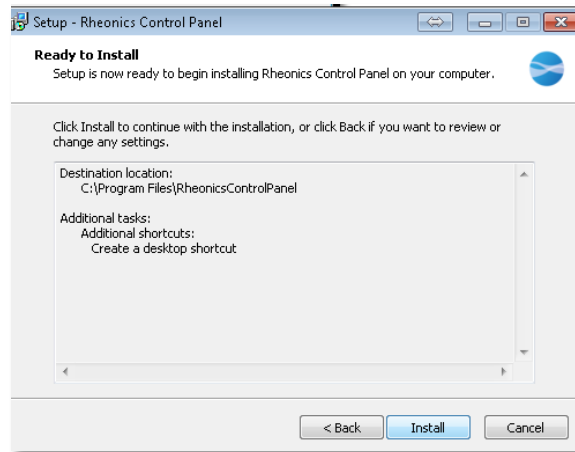 Setup - Rheonics Control Panel
Ready to Install
Setup is now ready to begin installing Rheonics Control Panel on your computer.
Click Install to continue with the installation, or click Back if you want to review or
change any settings.
Destination location:
C:\Program Files\RheonicsControlPanel
Additional tasks:
Additional shortcuts:
Create a desktop shortcut
< Back
Install
Cancel